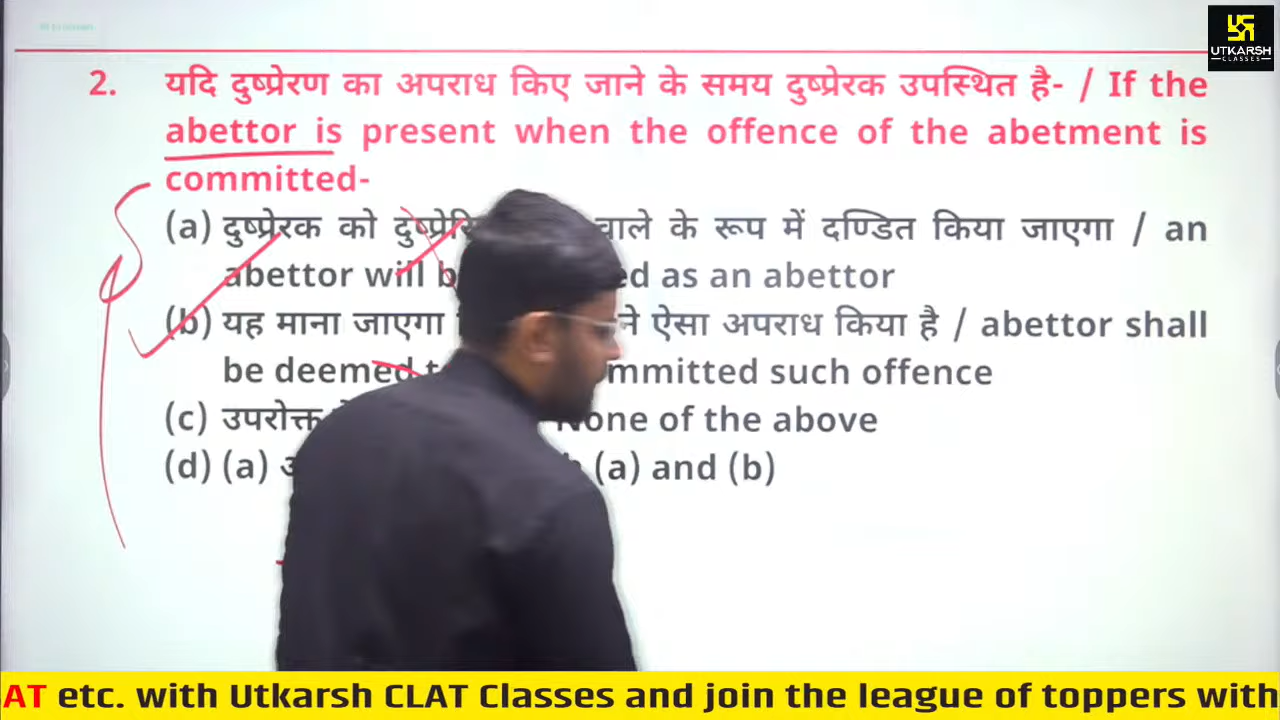 UTKARSH
CLASSES
2. यदि दुष्प्रेरण का अपराध किए जाने के समय दुष्प्रेरक उपस्थित है- / If the
abettor is present when the offence of the abetment is
committed-
(a) दुष्प्रेरक को वाले के रूप में दण्डित किया जाएगा / an
abettor will as an abettor
(b) यह माना जाएगा ऐसा अपराध किया है / abettor shall
be deemed such offence
(c) उपरोक्त None of the above
(d) (a) (a) and (b)
AT etc. with Utkarsh CLAT Classes and join the league of toppers with